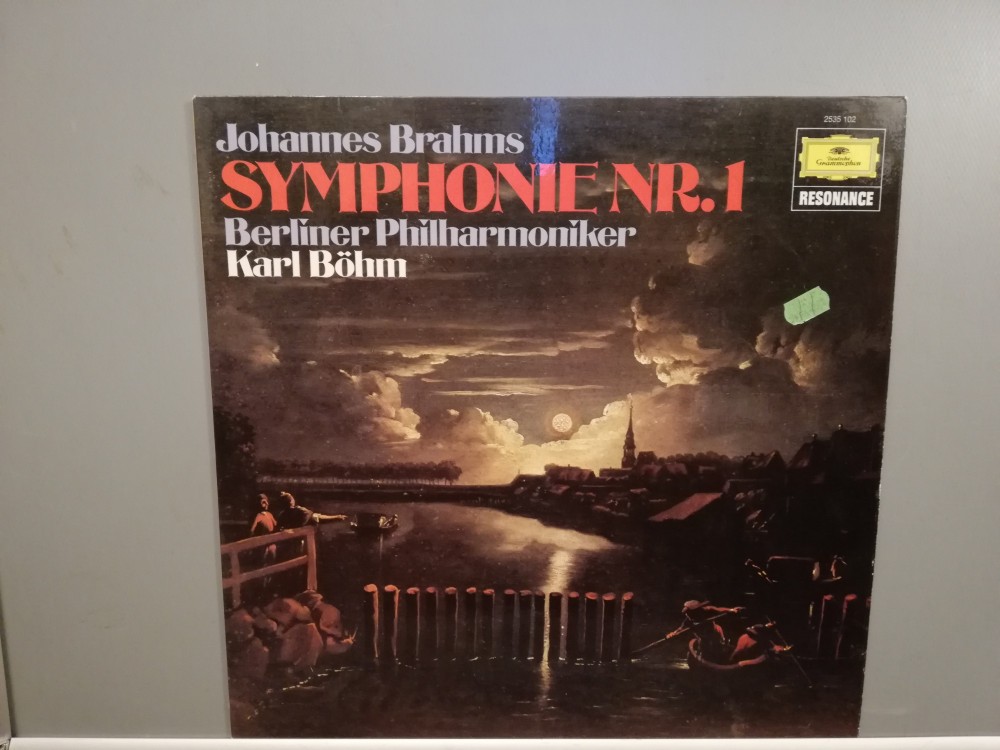 Johannes Brahms
SYMPHONIE NR.1
Berliner Philharmoniker
Karl Böhm
2535 102
Deutsche
Grammophon
RESONANCE